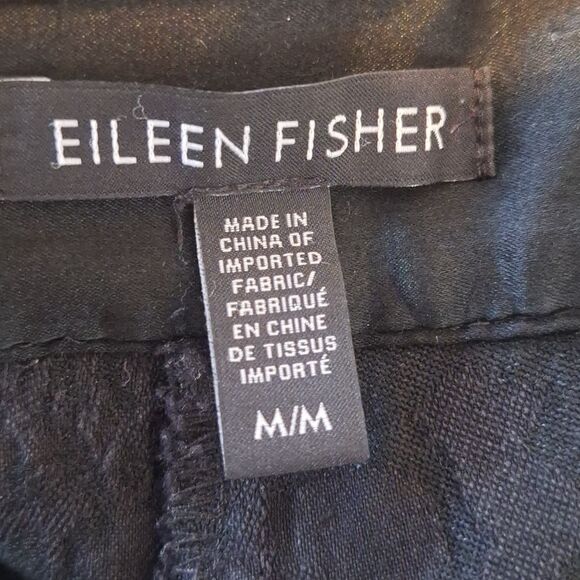 EILEEN FISHER
MADE IN
CHINA OF
IMPORTED
FABRIC/
FABRIQUÉ
EN CHINE
DE TISSUS
IMPORTÉ
M/M